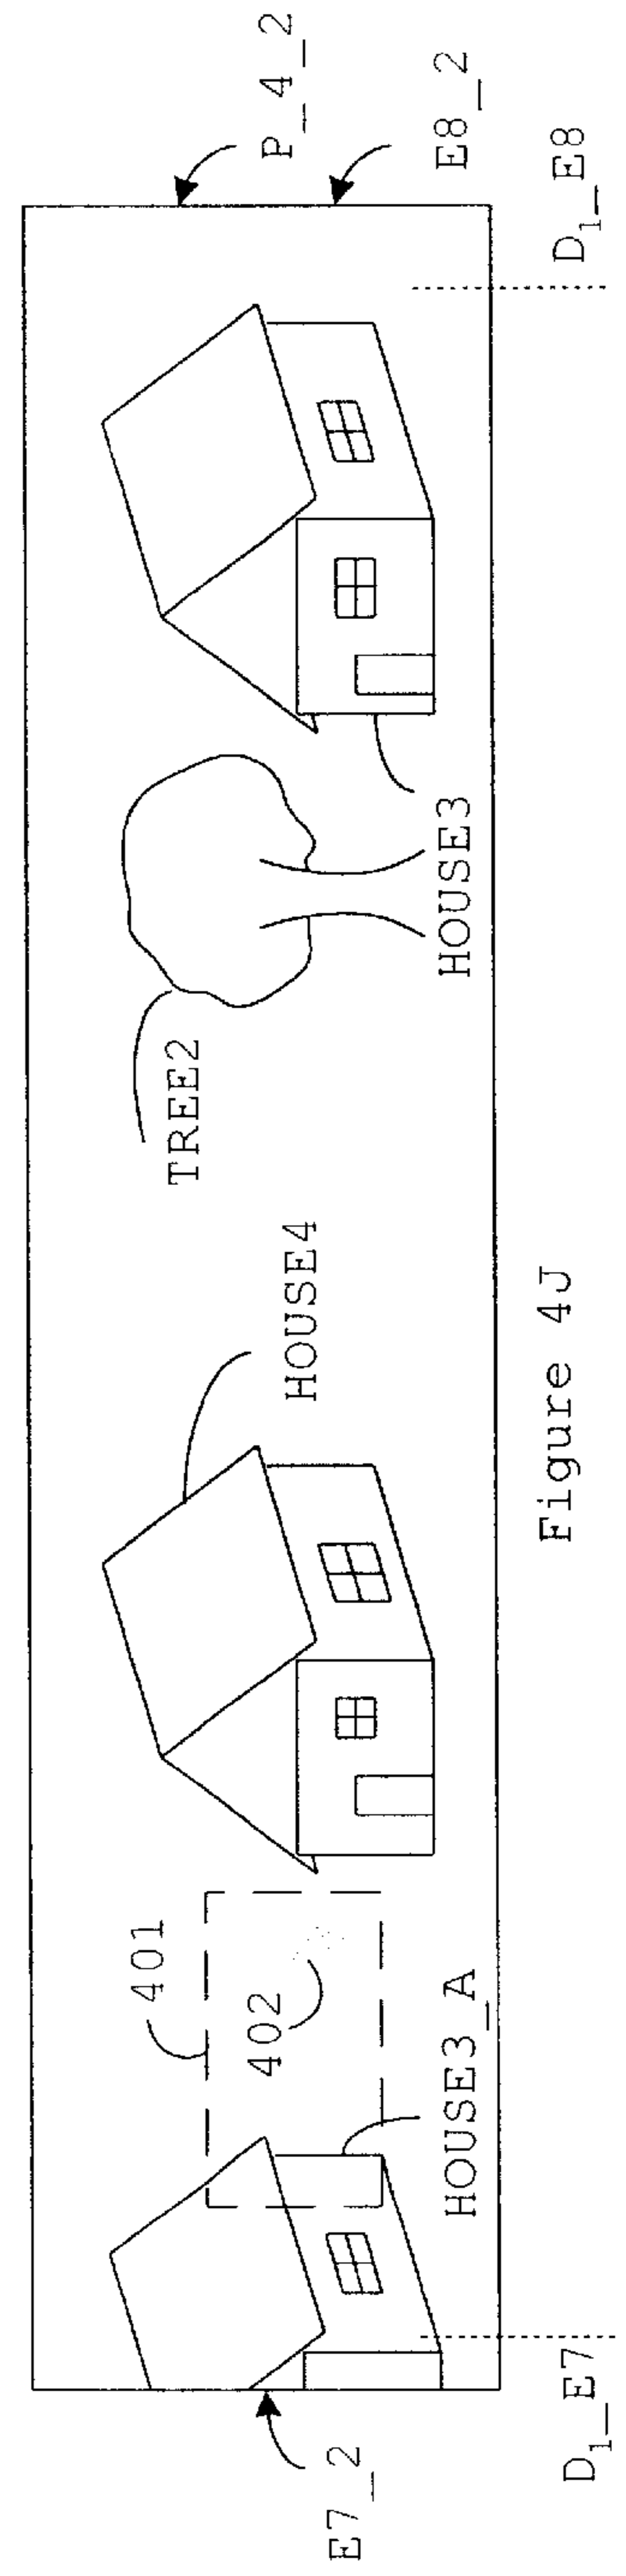 E7_2
D1_E7
HOUSE3_A
401
402
HOUSE4
TREE2
HOUSE3
P_4_2
E8_2
D1_E8
Figure 4J